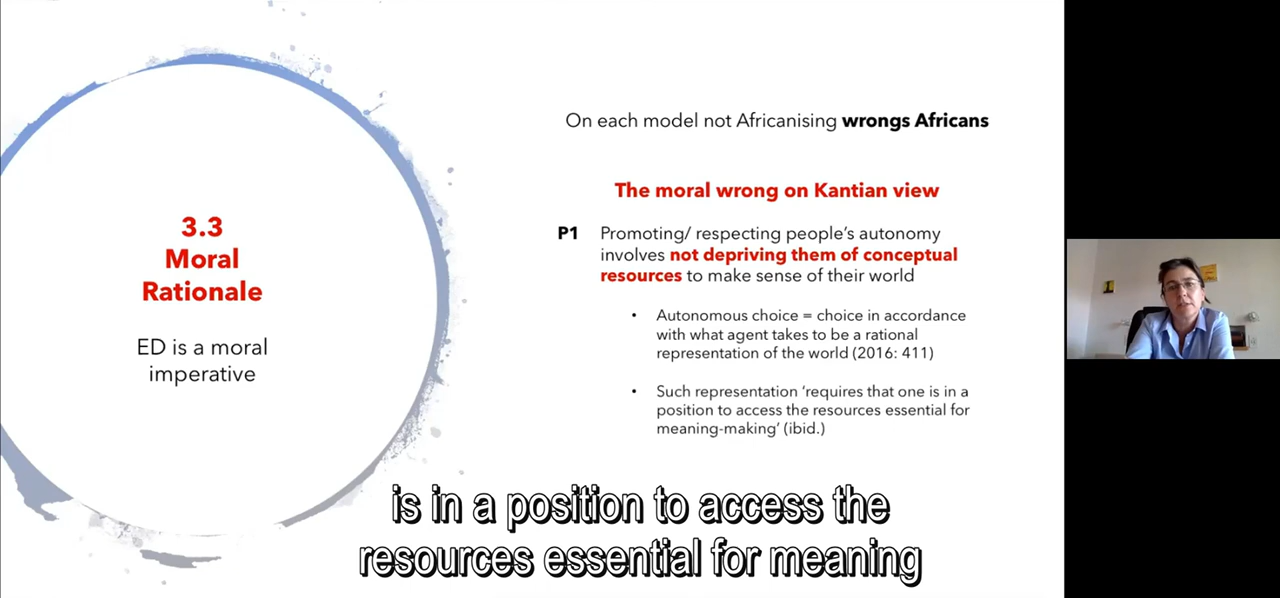 3.3
Moral
Rationale
ED is a moral
imperative
On each model not Africanising wrongs Africans
The moral wrong on Kantian view
P1 Promoting/ respecting people’s autonomy
involves not depriving them of conceptual
resources to make sense of their world
• Autonomous choice = choice in accordance
with what agent takes to be a rational
representation of the world (2016: 411)
• Such representation ‘requires that one is in a
position to access the resources essential for
meaning-making’ (ibid.)
is in a position to access the
resources essential for meaning